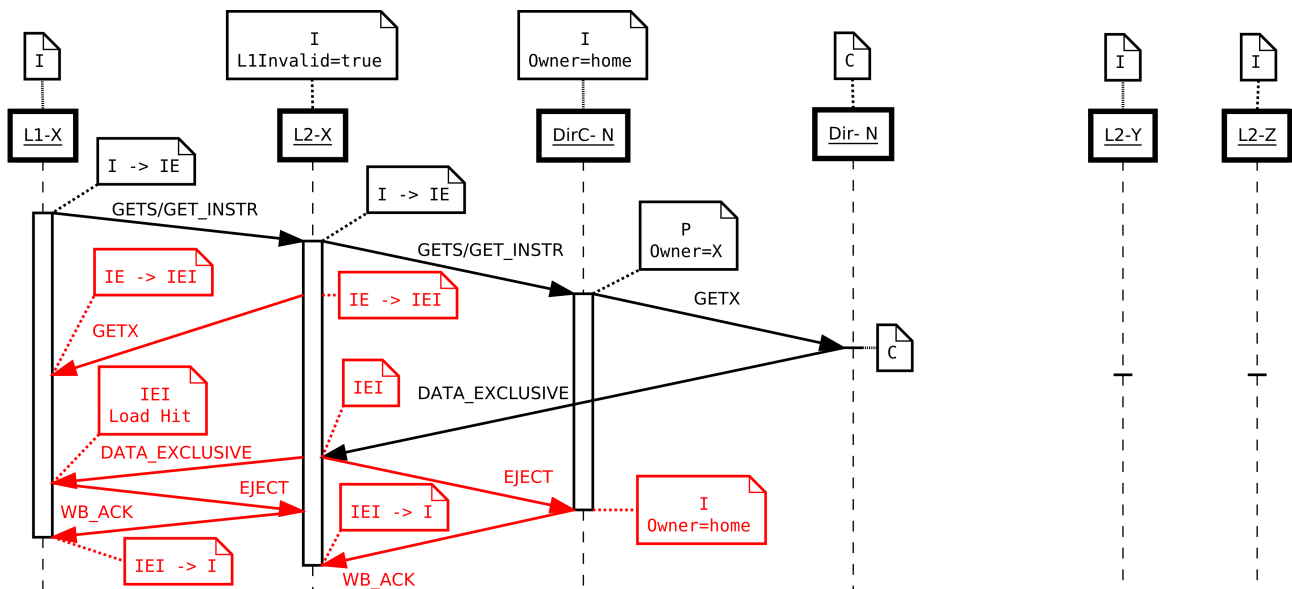 I
I
L1Invalid=true
I
Owner=home
C
I
I
L1-X
L2-X
DirC- N
Dir- N
L2-Y
L2-Z
I -> IE
I -> IE
GETS/GET_INSTR
P
Owner=X
GETS/GET_INSTR
IE -> IEI
IE -> IEI
GETX
GETX
C
IEI
IEI
Load Hit
DATA_EXCLUSIVE
DATA_EXCLUSIVE
EJECT
EJECT
I
Owner=home
WB_ACK
IEI -> I
IEI -> I
WB_ACK